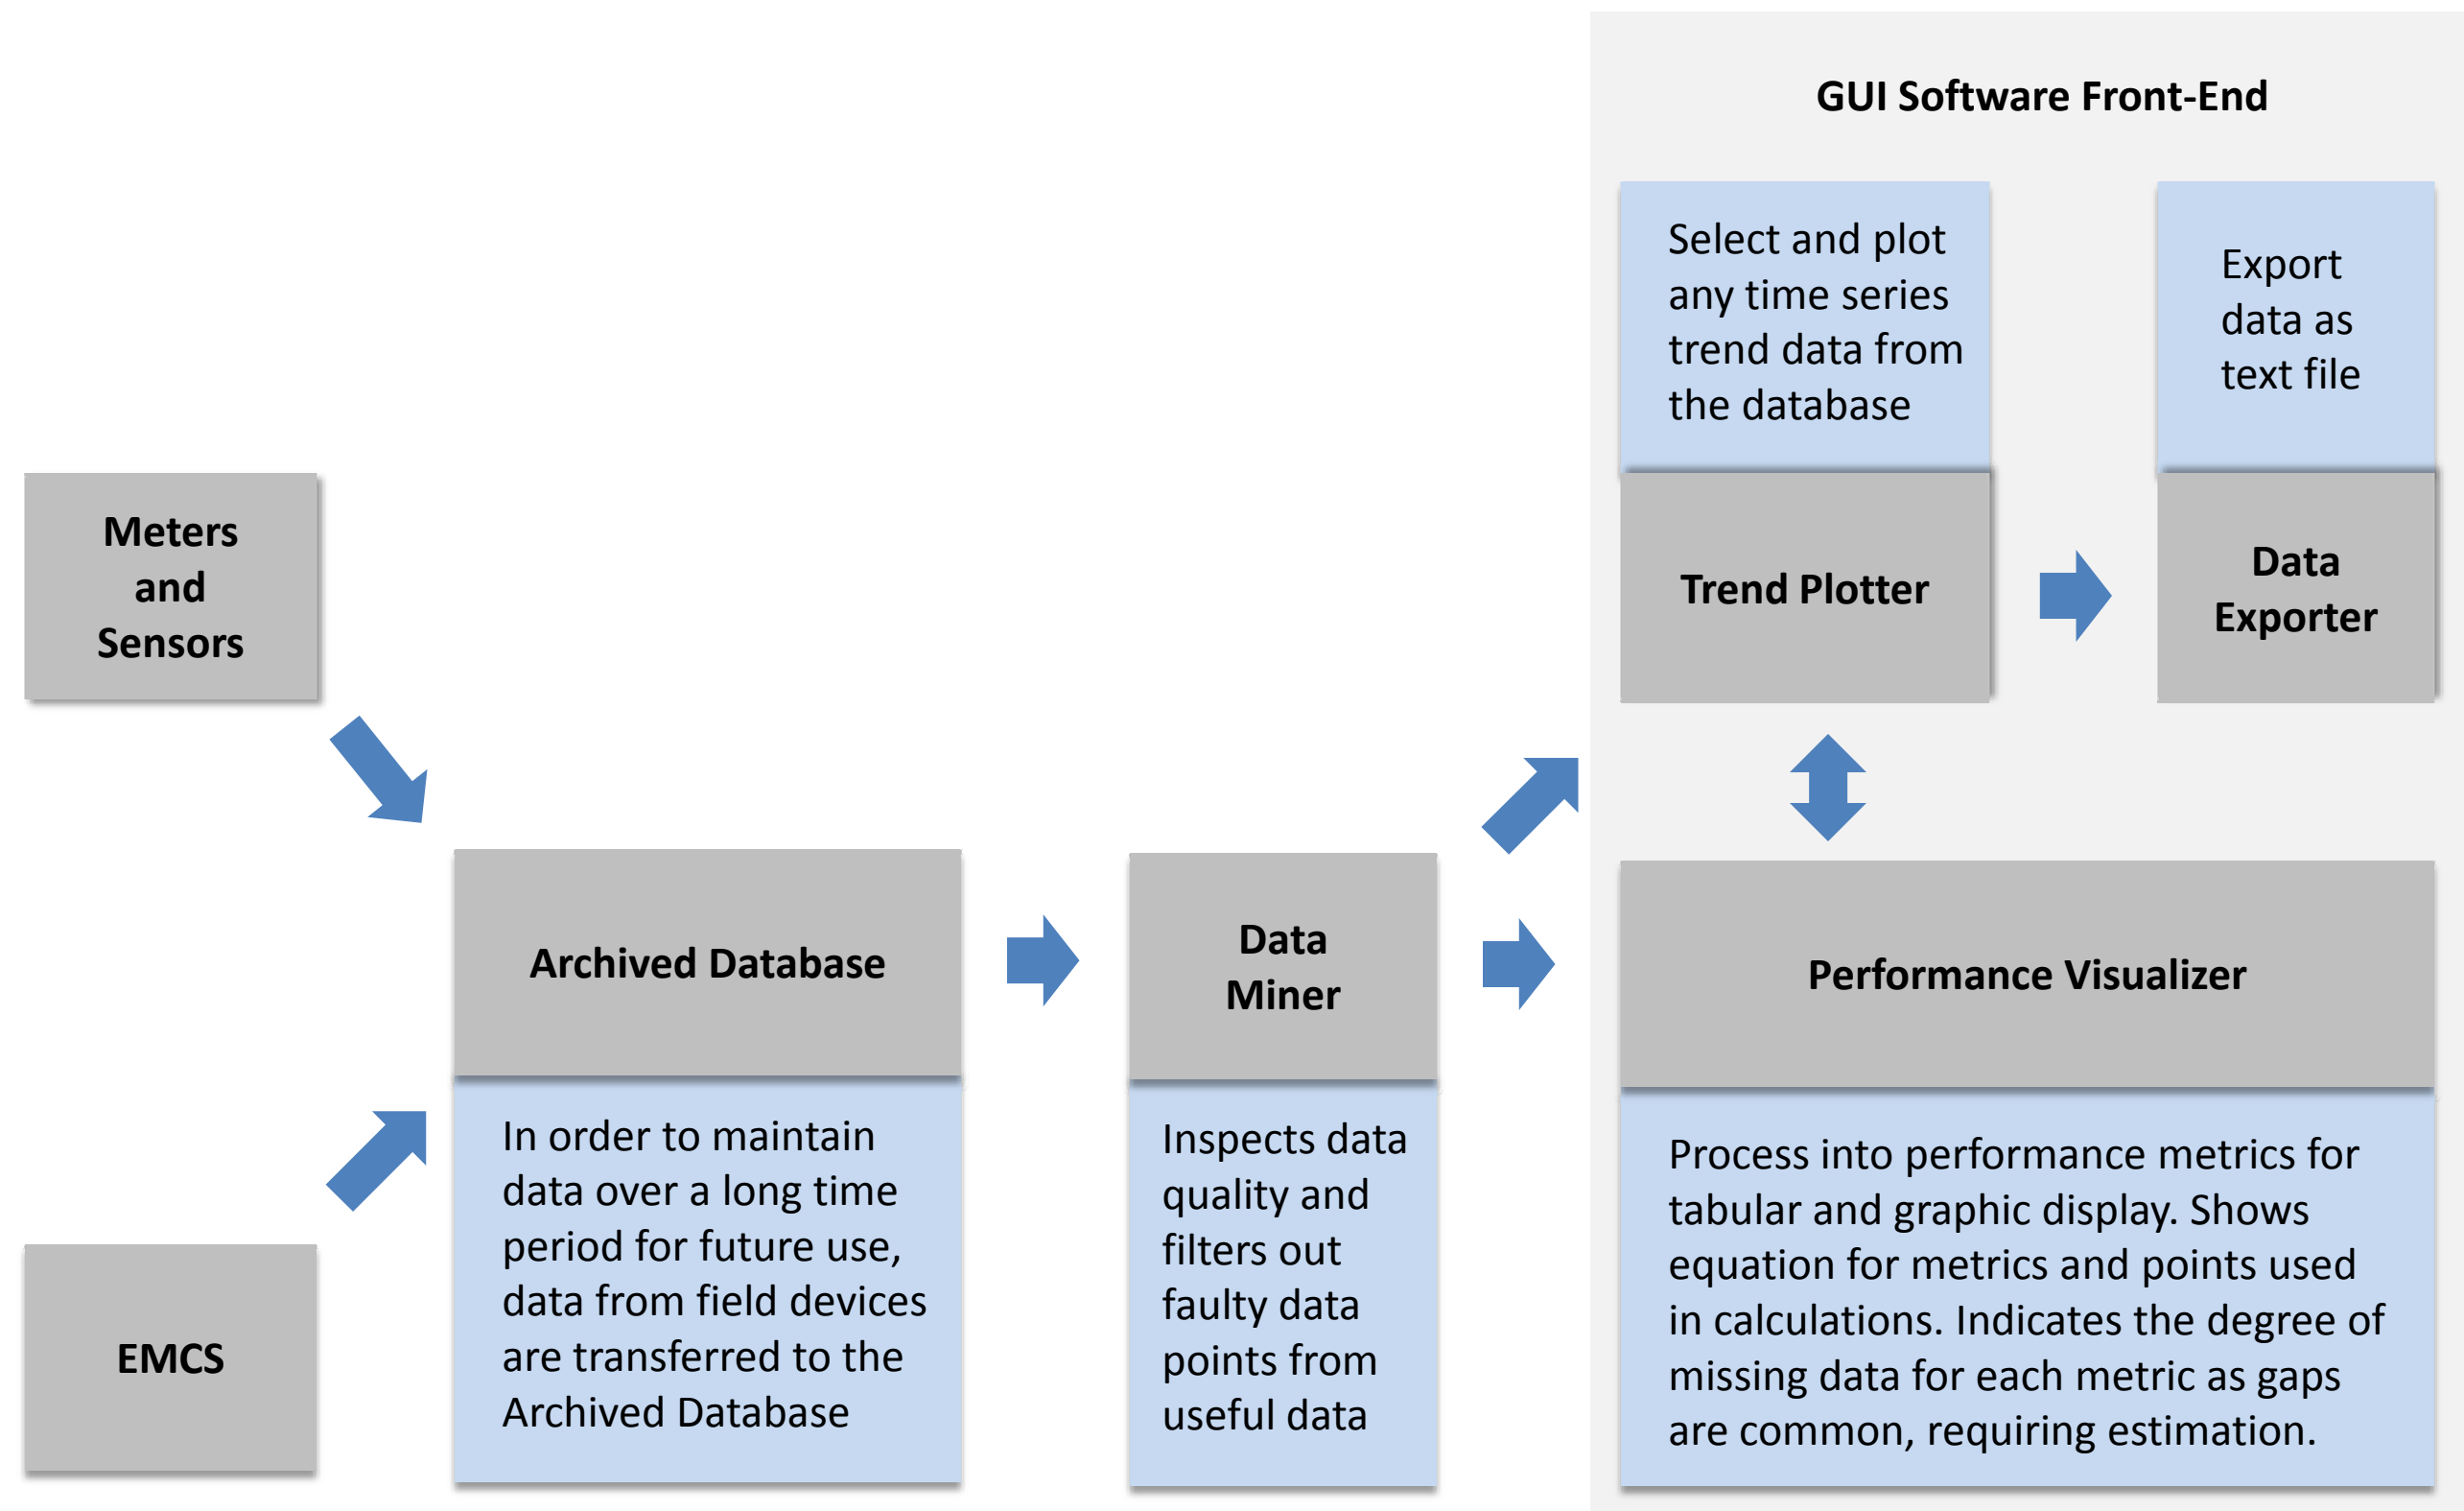 GUI Software Front-End
Select and plot
any time series
trend data from
the database
Export
data as
text file
Meters
and
Sensors
Trend Plotter
Data
Exporter
Archived Database
Data
Miner
Performance Visualizer
In order to maintain
data over a long time
period for future use,
data from field devices
are transferred to the
Archived Database
Inspects data
quality and
filters out
faulty data
points from
useful data
Process into performance metrics for
tabular and graphic display. Shows
equation for metrics and points used
in calculations. Indicates the degree of
missing data for each metric as gaps
are common, requiring estimation.
EMCS